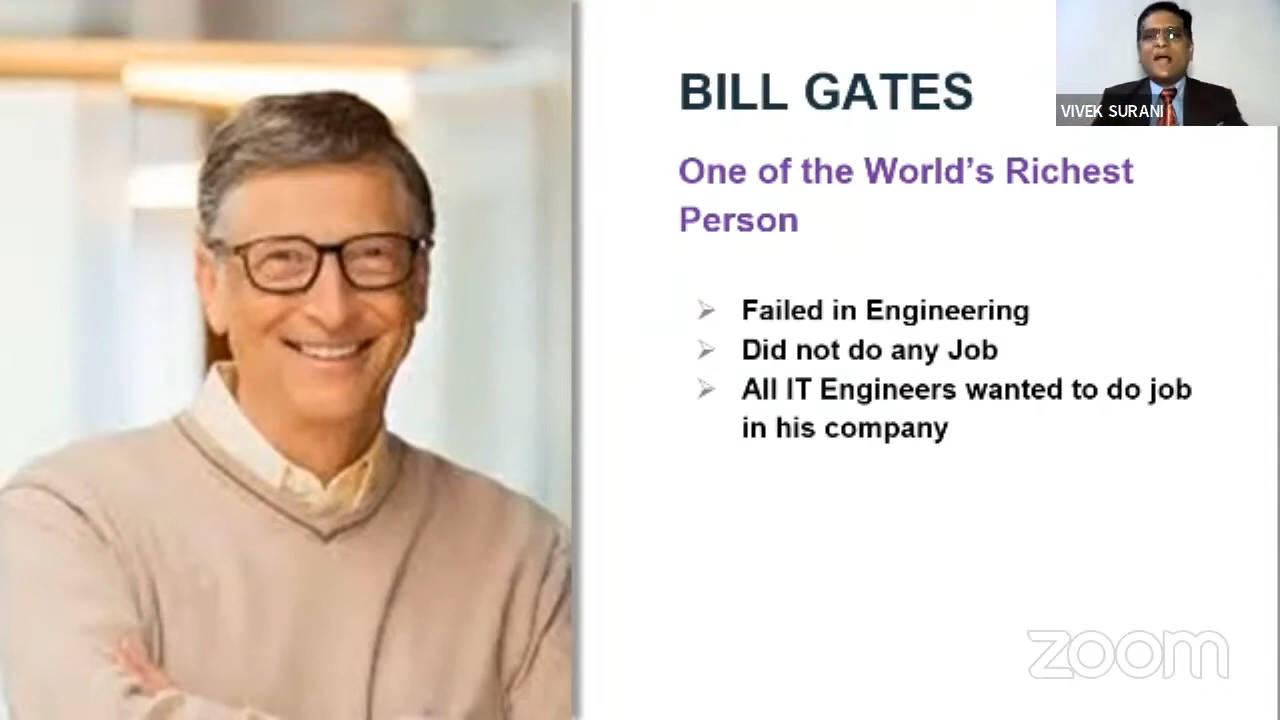 BILL GATES
VIVEK SURANI
One of the World's Richest
Person
Failed in Engineering
Did not do any Job
All IT Engineers wanted to do job
in his company
zoom